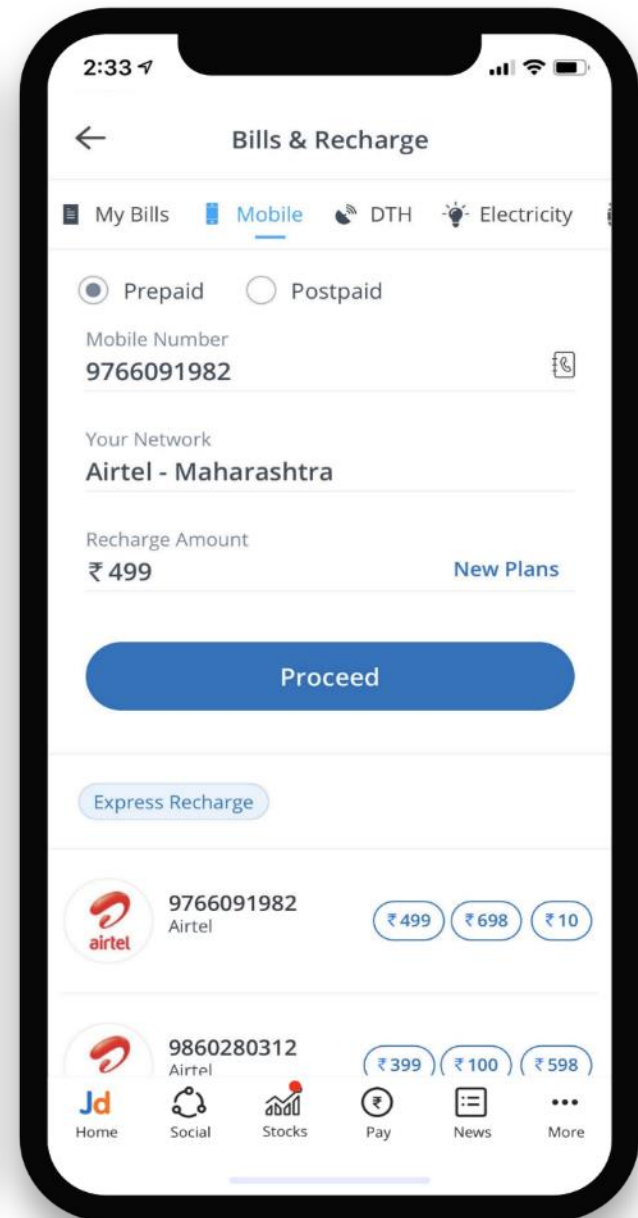 2:33
Bills & Recharge
My Bills Mobile DTH Electricity
Prepaid Postpaid
Mobile Number
9766091982
Your Network
Airtel - Maharashtra
Recharge Amount
₹ 499 New Plans
Proceed
Express Recharge
airtel
9766091982
Airtel
₹ 499 ₹ 698 ₹ 10
9860280312
Airtel
₹ 399 ₹ 100 ₹ 598
Jd
Home Social Stocks Pay News More